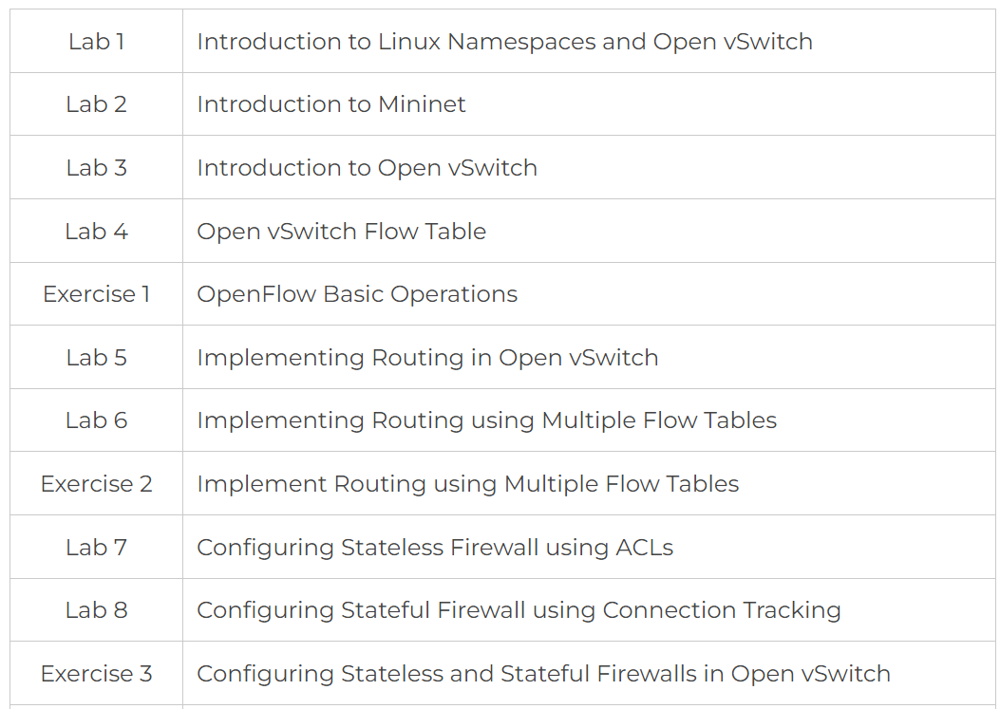 Lab 1 Introduction to Linux Namespaces and Open vSwitch
Lab 2 Introduction to Mininet
Lab 3 Introduction to Open vSwitch
Lab 4 Open vSwitch Flow Table
Exercise 1 OpenFlow Basic Operations
Lab 5 Implementing Routing in Open vSwitch
Lab 6 Implementing Routing using Multiple Flow Tables
Exercise 2 Implement Routing using Multiple Flow Tables
Lab 7 Configuring Stateless Firewall using ACLs
Lab 8 Configuring Stateful Firewall using Connection Tracking
Exercise 3 Configuring Stateless and Stateful Firewalls in Open vSwitch